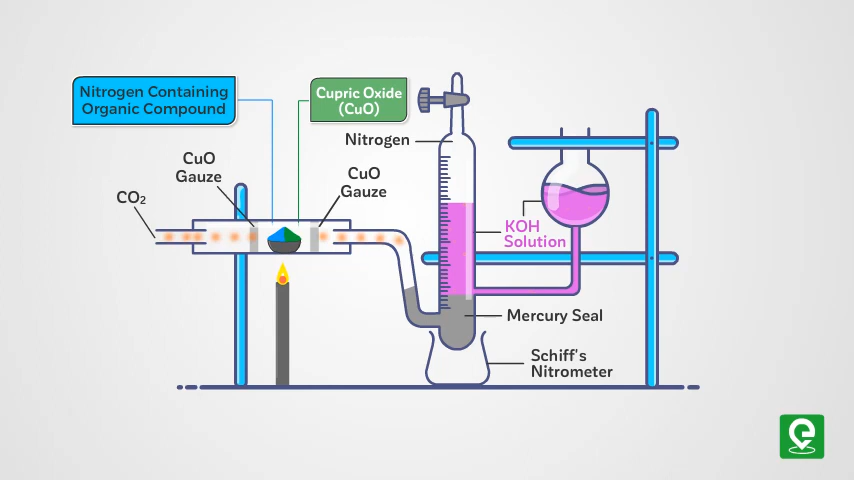 Nitrogen Containing
Organic Compound
Cupric Oxide
(CuO)
Nitrogen
CuO
Gauze
CuO
Gauze
CO₂
KOH
Solution
Mercury Seal
Schiff's
Nitrometer